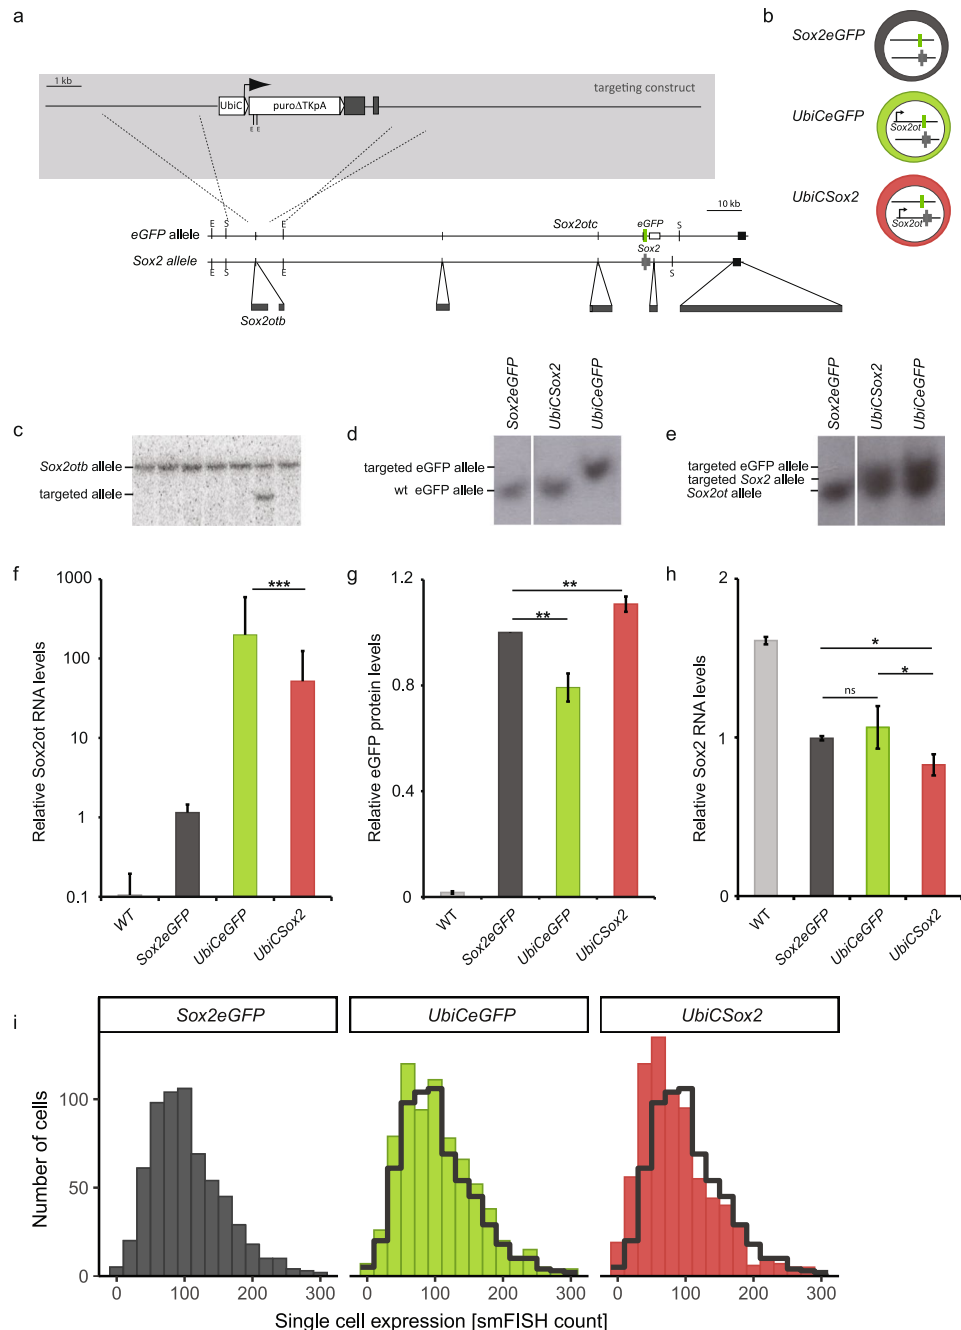 a
b
1 kb
targeting construct
UbiC
puroΔTKpA
E E
Sox2eGFP
UbiCeGFP
Sox2ot
UbiCSox2
Sox2ot
10 kb
E S E Sox2otc eGFP S
eGFP allele
Sox2
Sox2 allele
E S E S
Sox2otb
c
Sox2otb allele
targeted allele
d
Sox2eGFP UbiCSox2 UbiCeGFP
targeted eGFP allele
wt eGFP allele
e
Sox2eGFP UbiCSox2 UbiCeGFP
targeted eGFP allele
targeted Sox2 allele
Sox2ot allele
f
Relative Sox2ot RNA levels
1000
100
10
1
0.1
***
WT Sox2eGFP UbiCeGFP UbiCSox2
g
Relative eGFP protein levels
1.2
0.8
0.4
0
**
**
WT Sox2eGFP UbiCeGFP UbiCSox2
h
Relative Sox2 RNA levels
2
1
0
*
*
ns
WT Sox2eGFP UbiCeGFP UbiCSox2
i
Sox2eGFP UbiCeGFP UbiCSox2
Number of cells
100
50
0
0 100 200 300 0 100 200 300 0 100 200 300
Single cell expression [smFISH count]